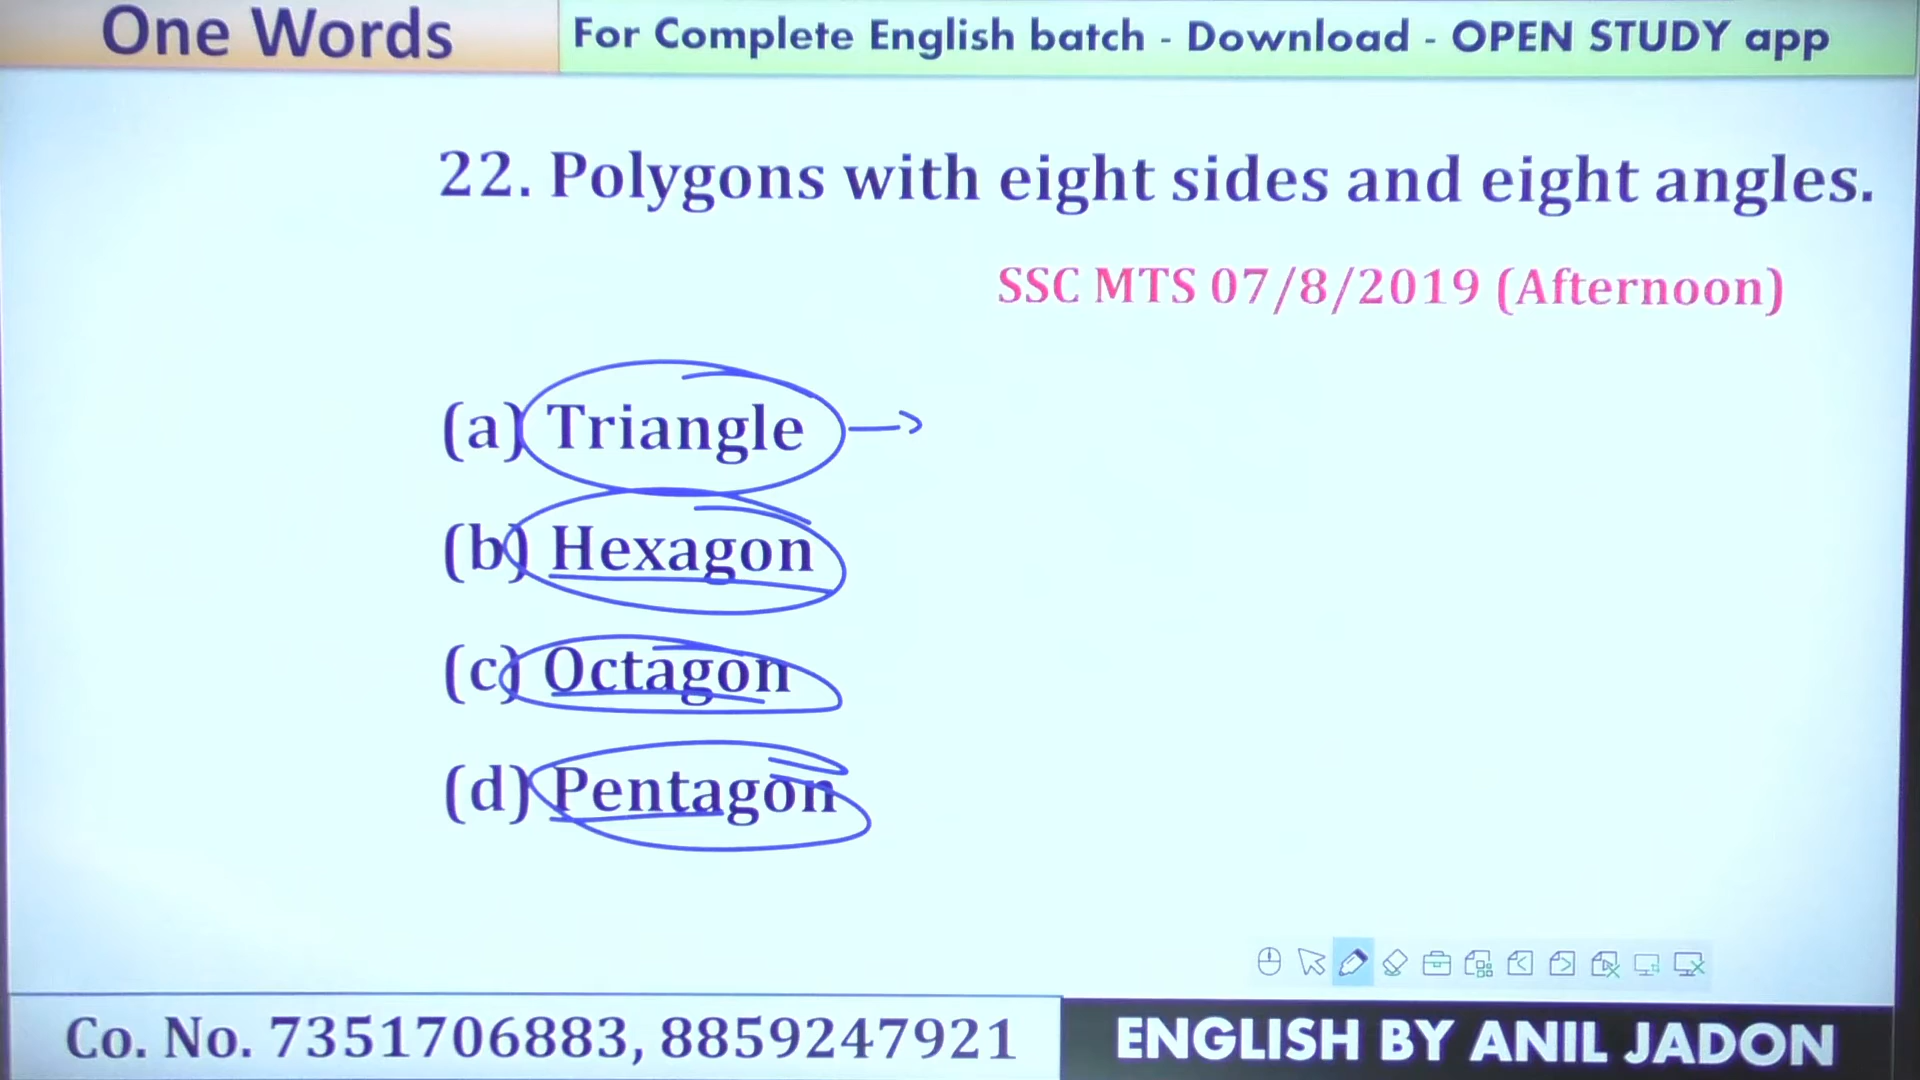 One Words
For Complete English batch - Download - OPEN STUDY app
22. Polygons with eight sides and eight angles.
SSC MTS 07/8/2019 (Afternoon)
(a) Triangle
(b) Hexagon
(c) Octagon
(d) Pentagon
Co. No. 7351706883, 8859247921
ENGLISH BY ANIL JADON